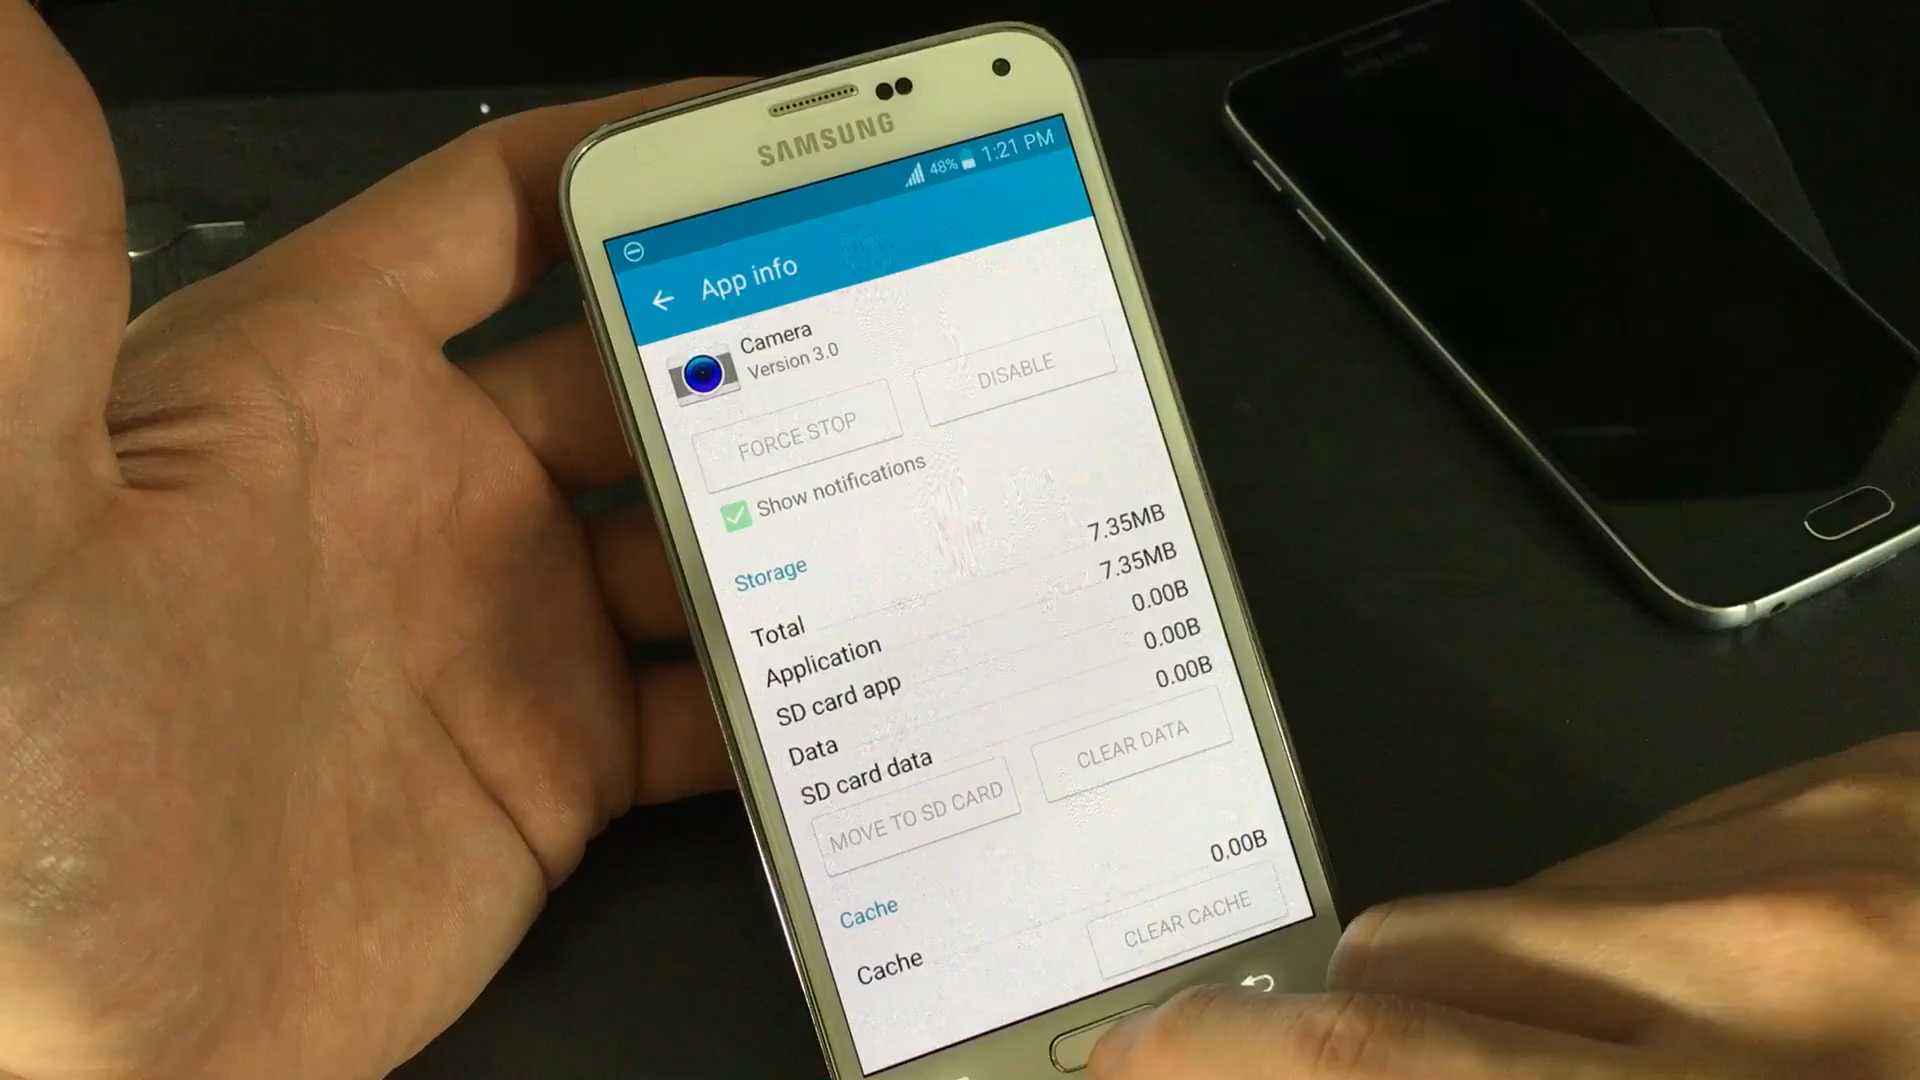 SAMSUNG
48% 1:21 PM
App info
Camera
Version 3.0
FORCE STOP
DISABLE
Show notifications
Storage
Total 7.35MB
Application 7.35MB
SD card app 0.00B
Data 0.00B
SD card data 0.00B
MOVE TO SD CARD
CLEAR DATA
Cache
Cache 0.00B
CLEAR CACHE
SAMSUNG